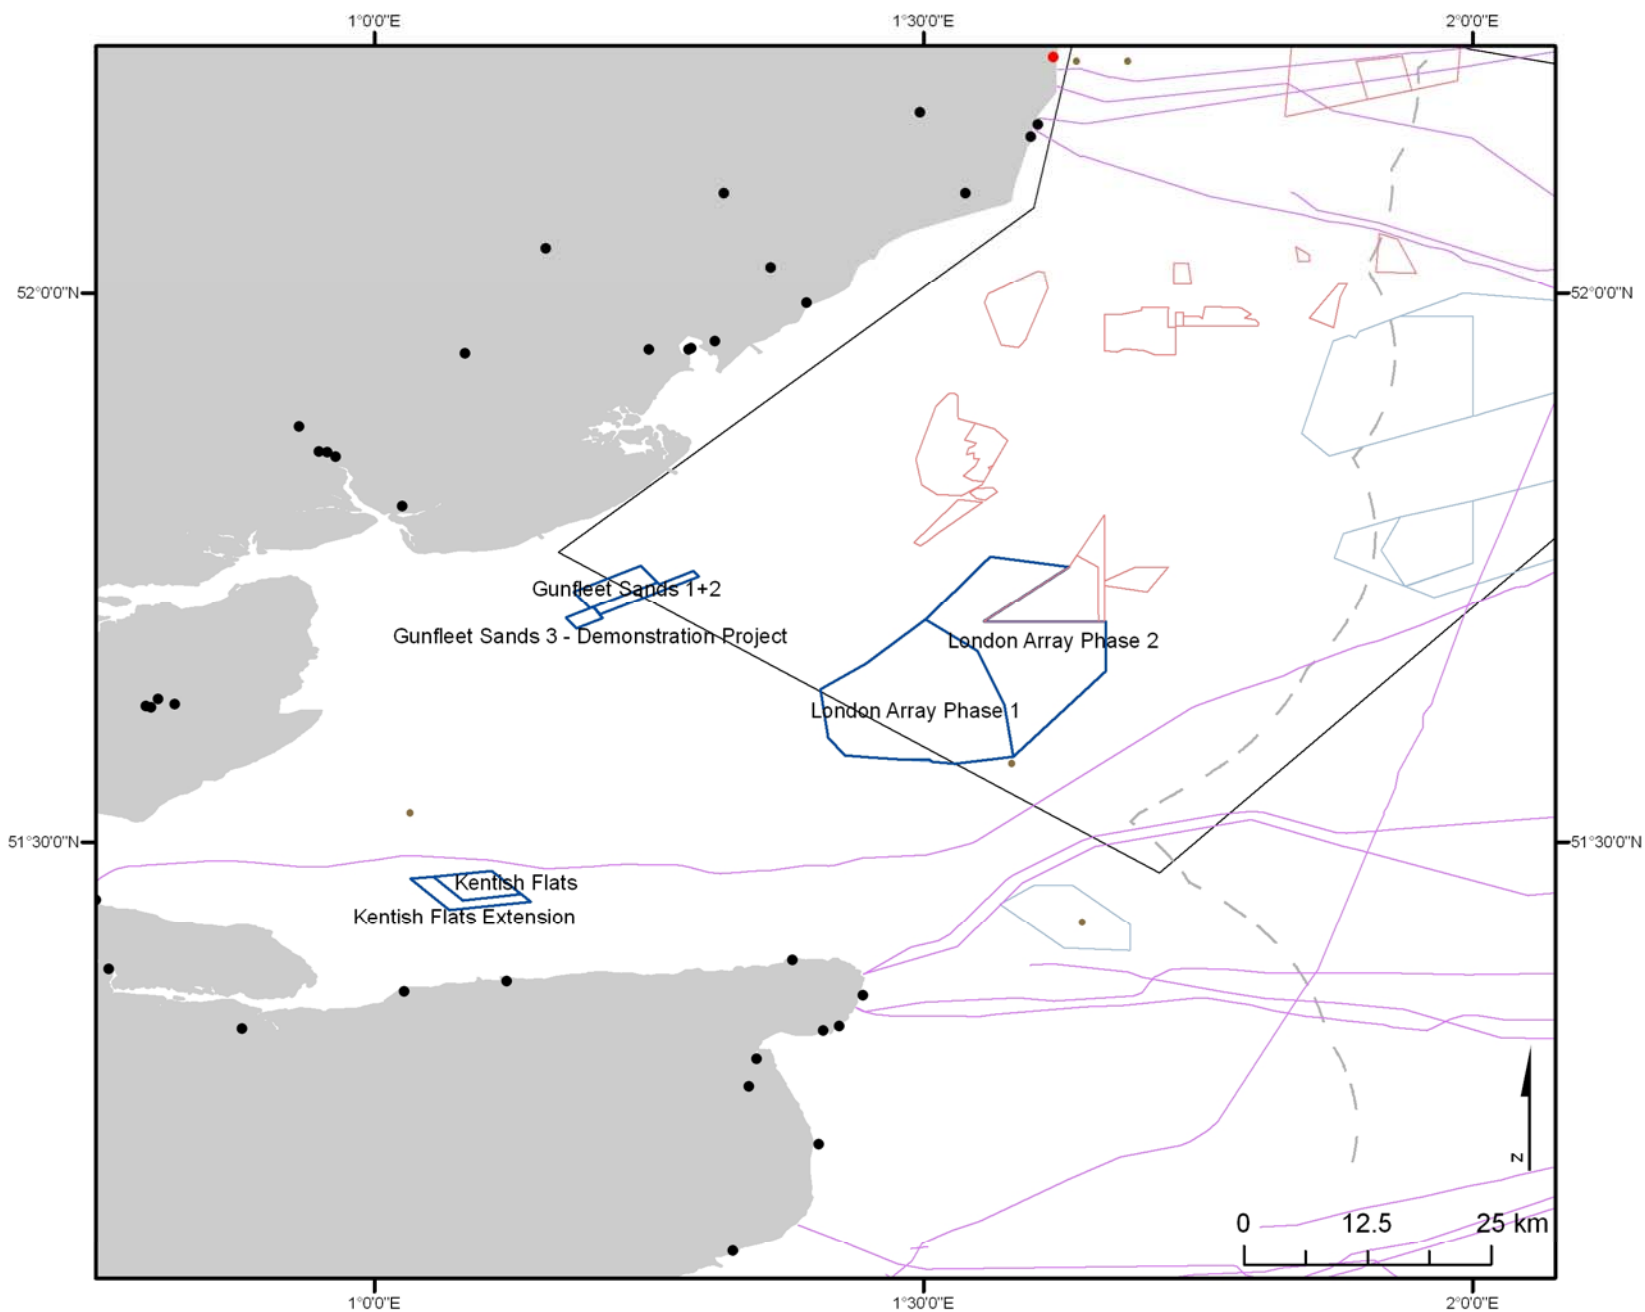 1°0'0"E
1°30'0"E
2°0'0"E
52°0'0"N
52°0'0"N
Gunfleet Sands 1+2
Gunfleet Sands 3 - Demonstration Project
London Array Phase 2
London Array Phase 1
51°30'0"N
51°30'0"N
Kentish Flats
Kentish Flats Extension
N
0 12.5 25 km
1°0'0"E
1°30'0"E
2°0'0"E